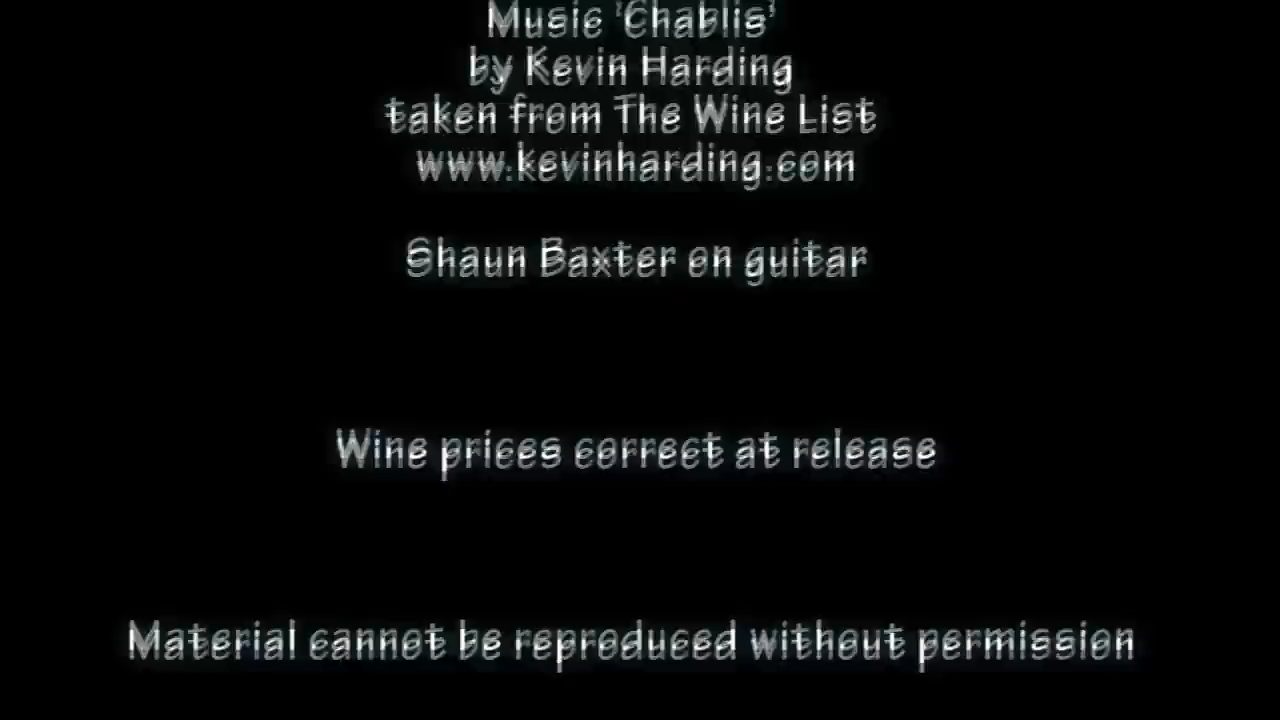 Music 'Chablis'
by Kevin Harding
taken from The Wine List
www.kevinharding.com
Shaun Baxter on guitar
Wine prices correct at release
Material cannot be reproduced without permission